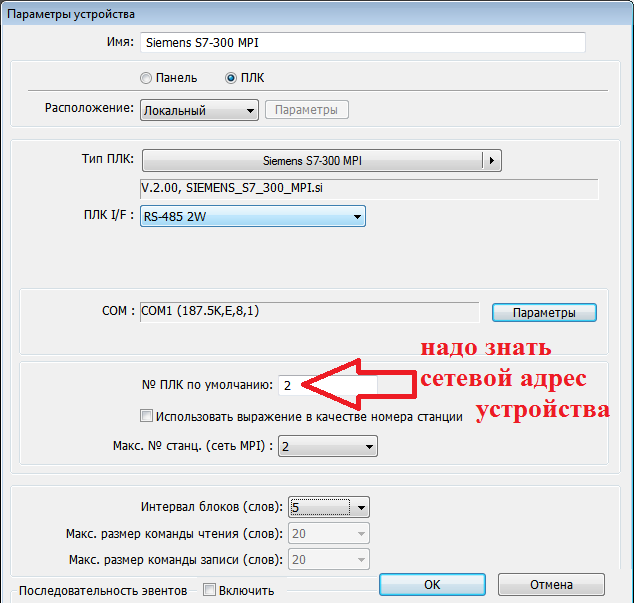 Параметры устройства
Имя: Siemens S7-300 MPI
Панель ПЛК
Расположение: Локальный Параметры
Тип ПЛК: Siemens S7-300 MPI
V.2.00, SIEMENS_S7_300_MPI.si
ПЛК I/F : RS-485 2W
COM : COM1 (187.5K,E,8,1) Параметры
надо знать
сетевой адрес
устройства
№ ПЛК по умолчанию: 2
Использовать выражение в качестве номера станции
Макс. № станц. (сеть MPI) : 2
Интервал блоков (слов): 5
Макс. размер команды чтения (слов): 20
Макс. размер команды записи (слов): 20
OK Отмена
Последовательность эвентов Включить